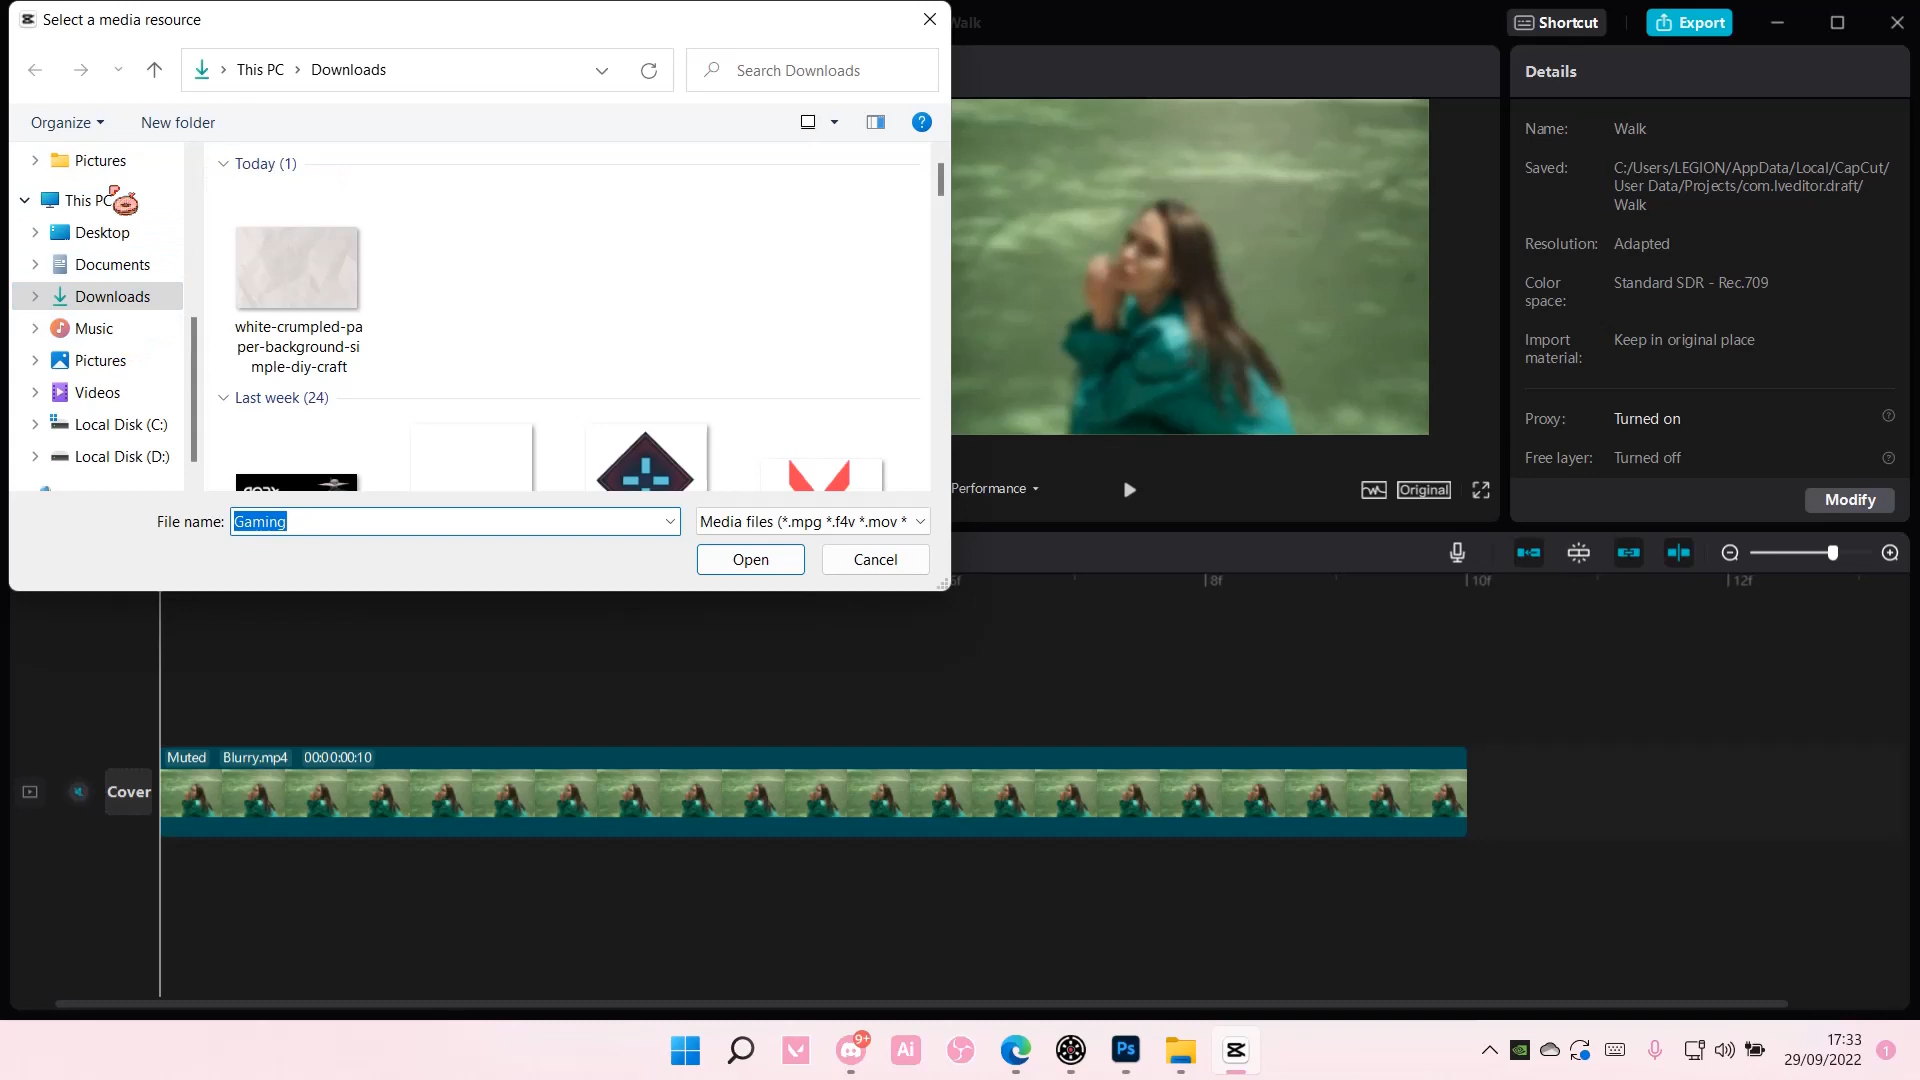 Select a media resource
Walk
Shortcut
Export
This PC
Downloads
Search Downloads
Details
Organize
New folder
Name:
Walk
Saved:
C:/Users/LEGION/AppData/Local/CapCut/
User Data/Projects/com.lveditor.draft/
Walk
Resolution:
Adapted
Color
space:
Standard SDR - Rec.709
Import
material:
Keep in original place
Proxy:
Turned on
Free layer:
Turned off
Modify
Pictures
This PC
Desktop
Documents
Downloads
Music
Pictures
Videos
Local Disk (C:)
Local Disk (D:)
Today (1)
white-crumpled-pa
per-background-si
mple-diy-craft
Last week (24)
Performance
Original
File name:
Gaming
Media files (*.mpg *.f4v *.mov *
Open
Cancel
8f
10f
12f
Muted
Blurry.mp4
00:00:00:10
Cover
9+
Ai
Ps
17:33
29/09/2022
1